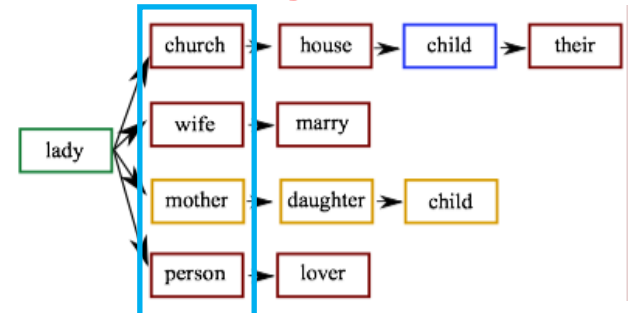 church house child their
wife marry
lady
mother daughter child
person lover